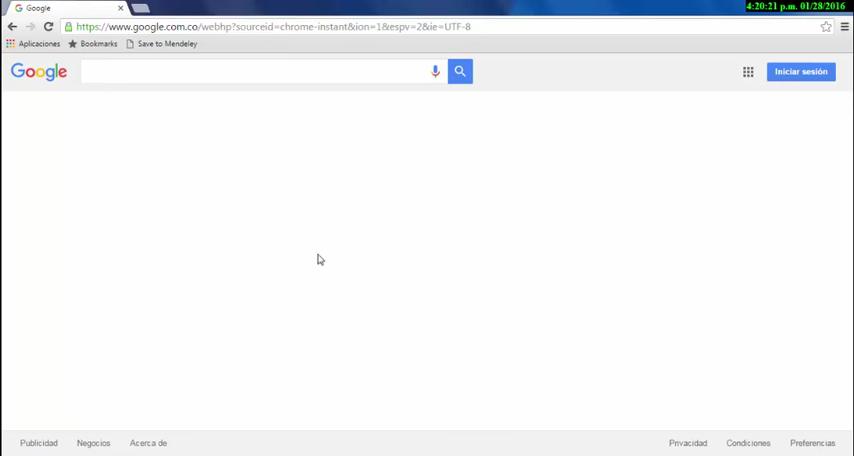 Google
4:20:21 p.m. 01/28/2016
https://www.google.com.co/webhp?sourceid=chrome-instant&ion=1&espv=2&ie=UTF-8
Aplicaciones Bookmarks Save to Mendeley
Google Iniciar sesión
Publicidad Negocios Acerca de Privacidad Condiciones Preferencias